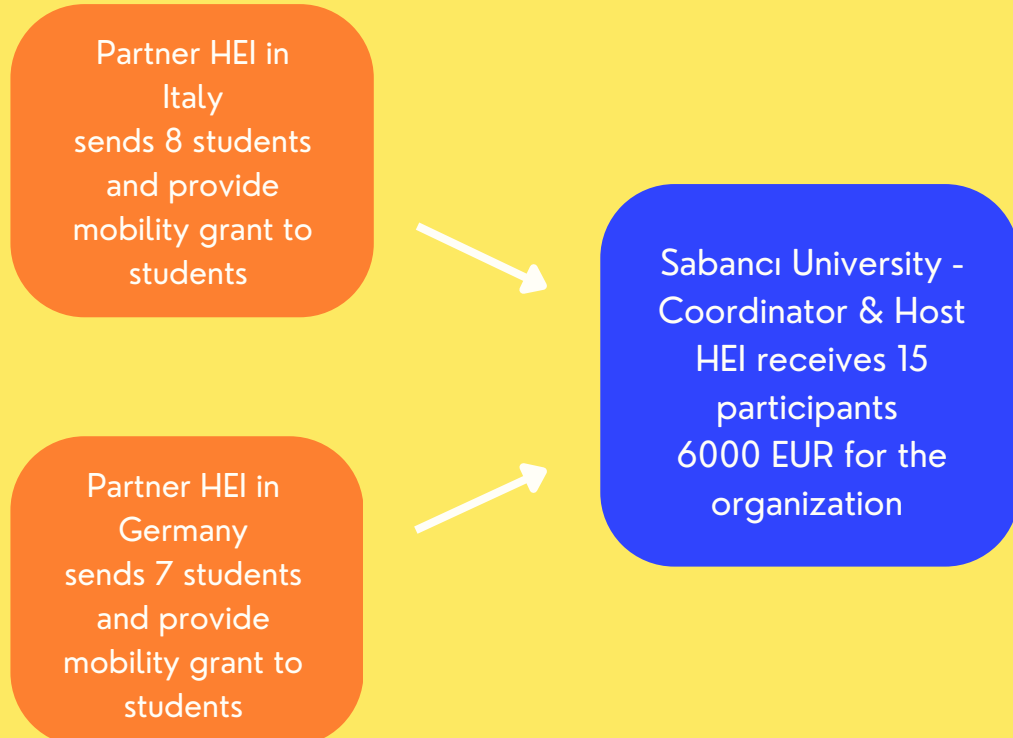 Partner HEI in
Italy
sends 8 students
and provide
mobility grant to
students
Sabancı University -
Coordinator & Host
HEI receives 15
participants
6000 EUR for the
organization
Partner HEI in
Germany
sends 7 students
and provide
mobility grant to
students